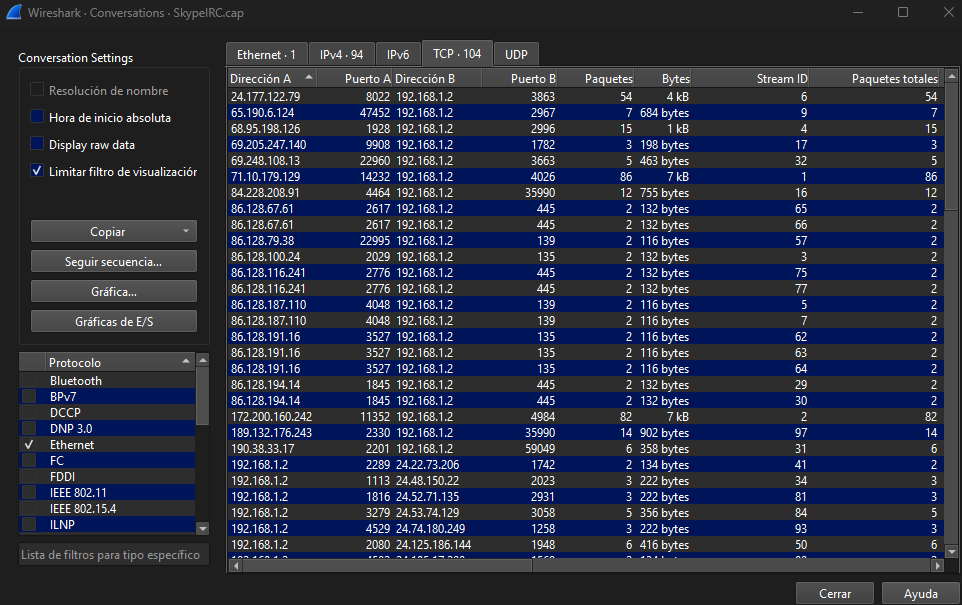 Wireshark · Conversations · SkypeIRC.cap
Conversation Settings
Resolución de nombre
Hora de inicio absoluta
Display raw data
Limitar filtro de visualización
Copiar
Seguir secuencia...
Gráfica...
Gráficas de E/S
Protocolo
Bluetooth
BPv7
DCCP
DNP 3.0
Ethernet
FC
FDDI
IEEE 802.11
IEEE 802.15.4
ILNP
Lista de filtros para tipo específico
Ethernet · 1 IPv4 · 94 IPv6 TCP · 104 UDP
Dirección A Puerto A Dirección B Puerto B Paquetes Bytes Stream ID Paquetes totales
24.177.122.79 8022 192.168.1.2 3863 54 4 kB 6 54
65.190.6.124 47452 192.168.1.2 2967 7 684 bytes 9 7
68.95.198.126 1928 192.168.1.2 2996 15 1 kB 4 15
69.205.247.140 9908 192.168.1.2 1782 3 198 bytes 17 3
69.248.108.13 22960 192.168.1.2 3663 5 463 bytes 32 5
71.10.179.129 14232 192.168.1.2 4026 86 7 kB 1 86
84.228.208.91 4464 192.168.1.2 35990 12 755 bytes 16 12
86.128.67.61 2617 192.168.1.2 445 2 132 bytes 65 2
86.128.67.61 2617 192.168.1.2 445 2 132 bytes 66 2
86.128.79.38 22995 192.168.1.2 139 2 116 bytes 57 2
86.128.100.24 2029 192.168.1.2 135 2 132 bytes 3 2
86.128.116.241 2776 192.168.1.2 445 2 132 bytes 75 2
86.128.116.241 2776 192.168.1.2 445 2 132 bytes 77 2
86.128.187.110 4048 192.168.1.2 139 2 116 bytes 5 2
86.128.187.110 4048 192.168.1.2 139 2 116 bytes 7 2
86.128.191.16 3527 192.168.1.2 135 2 116 bytes 62 2
86.128.191.16 3527 192.168.1.2 135 2 116 bytes 63 2
86.128.191.16 3527 192.168.1.2 135 2 116 bytes 64 2
86.128.194.14 1845 192.168.1.2 445 2 132 bytes 29 2
86.128.194.14 1845 192.168.1.2 445 2 132 bytes 30 2
172.200.160.242 11352 192.168.1.2 4984 82 7 kB 2 82
189.132.176.243 2330 192.168.1.2 35990 14 902 bytes 97 14
190.38.33.17 2201 192.168.1.2 59049 6 358 bytes 31 6
192.168.1.2 2289 24.22.73.206 1742 2 134 bytes 41 2
192.168.1.2 1113 24.48.150.22 2023 3 222 bytes 34 3
192.168.1.2 1816 24.52.71.135 2931 3 222 bytes 81 3
192.168.1.2 3279 24.53.74.129 3058 5 356 bytes 84 5
192.168.1.2 4529 24.74.180.249 1258 3 222 bytes 93 3
192.168.1.2 2080 24.125.186.144 1948 6 416 bytes 50 6
Cerrar Ayuda